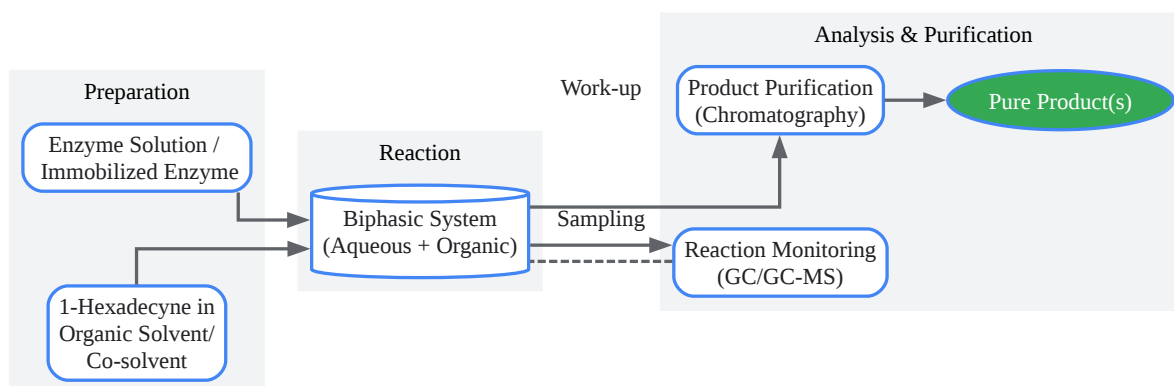 Preparation
Enzyme Solution /
Immobilized Enzyme
1-Hexadecyne in
Organic Solvent/
Co-solvent
Reaction
Biphasic System
(Aqueous + Organic)
Work-up
Sampling
Analysis & Purification
Product Purification
(Chromatography)
Pure Product(s)
Reaction Monitoring
(GC/GC-MS)